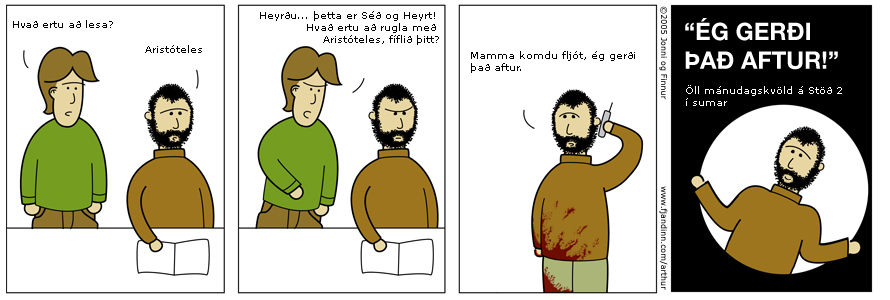 Hvað ertu að lesa?
Aristóteles
Heyrðu... þetta er Séð og Heyrt!
Hvað ertu að rugla með
Aristóteles, fíflið þitt?
Mamma komdu fljót, ég gerði
það aftur.
©2005 Jonni og Finnur
www.fjandinn.com/arthur
“ÉG GERÐI
ÞAÐ AFTUR!”
Öll mánudagskvöld á Stöð 2
í sumar